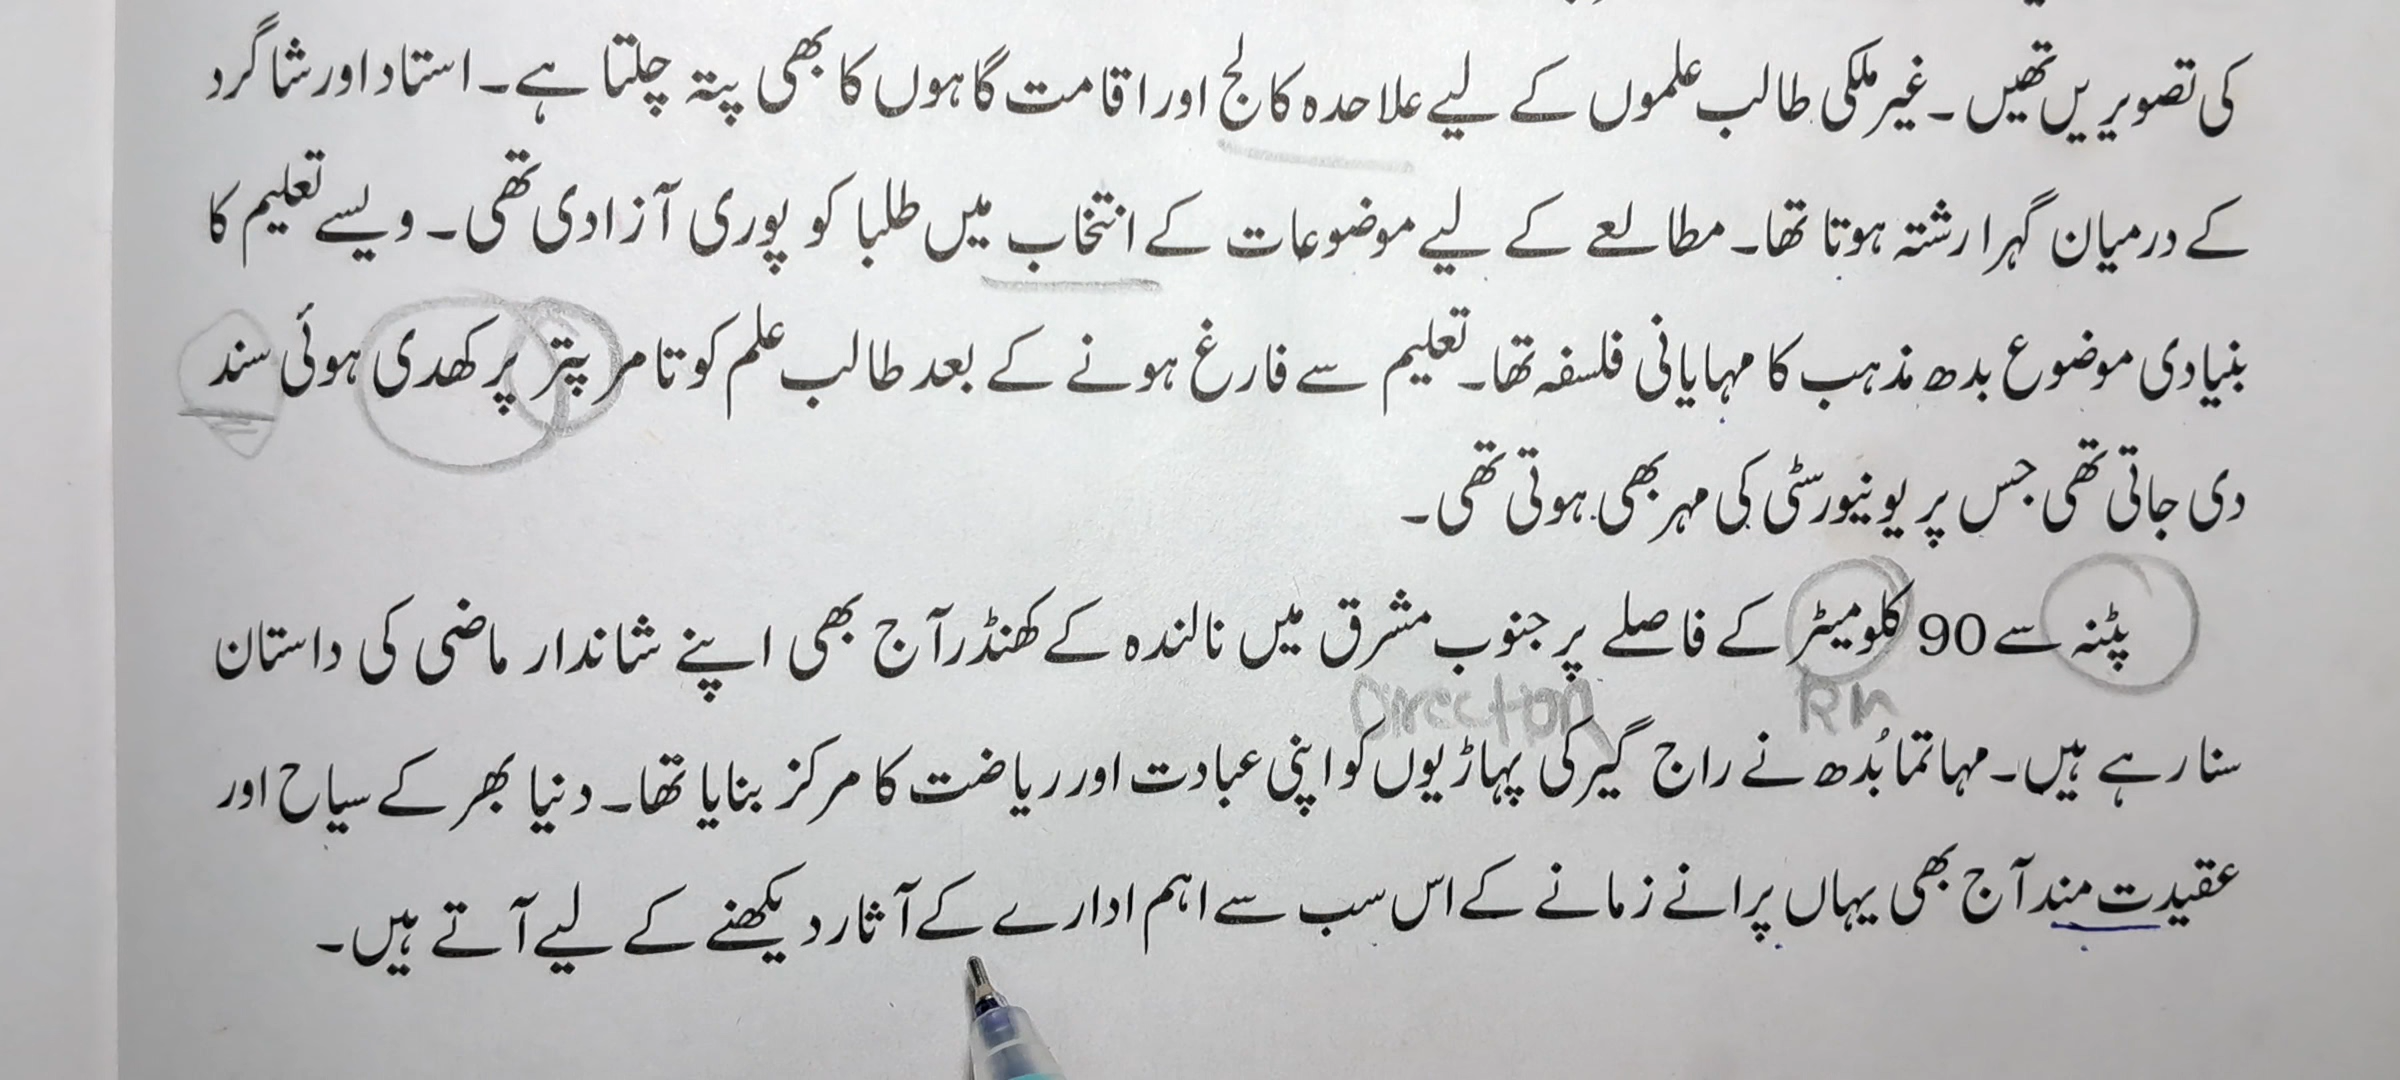 کی تصویریں تھیں۔ غیر ملکی طالب علموں کے لیے علاحدہ کالج اور اقامت گاہوں کا بھی پتہ چلتا ہے۔ استاد اور شاگرد
کے درمیان گہرا رشتہ ہوتا تھا۔ مطالعے کے لیے موضوعات کے انتخاب میں طلبا کو پوری آزادی تھی۔ ویسے تعلیم کا
بنیادی موضوع بدھ مذہب کا مہایانی فلسفہ تھا۔ تعلیم سے فارغ ہونے کے بعد طالب علم کو تامر پتر پر کھدی ہوئی سند
دی جاتی تھی جس پر یونیورسٹی کی مہر بھی ہوتی تھی۔
پٹنہ سے 90 کلومیٹر کے فاصلے پر جنوب مشرق میں نالندہ کے کھنڈر آج بھی اپنے شاندار ماضی کی داستان
Direction
سنا رہے ہیں۔ مہاتما بُدھ نے راج گیر کی پہاڑیوں کو اپنی عبادت اور ریاضت کا مرکز بنایا تھا۔ دنیا بھر کے سیاح اور
عقیدت مند آج بھی یہاں پرانے زمانے کے اس سب سے اہم ادارے کے آثار دیکھنے کے لیے آتے ہیں۔